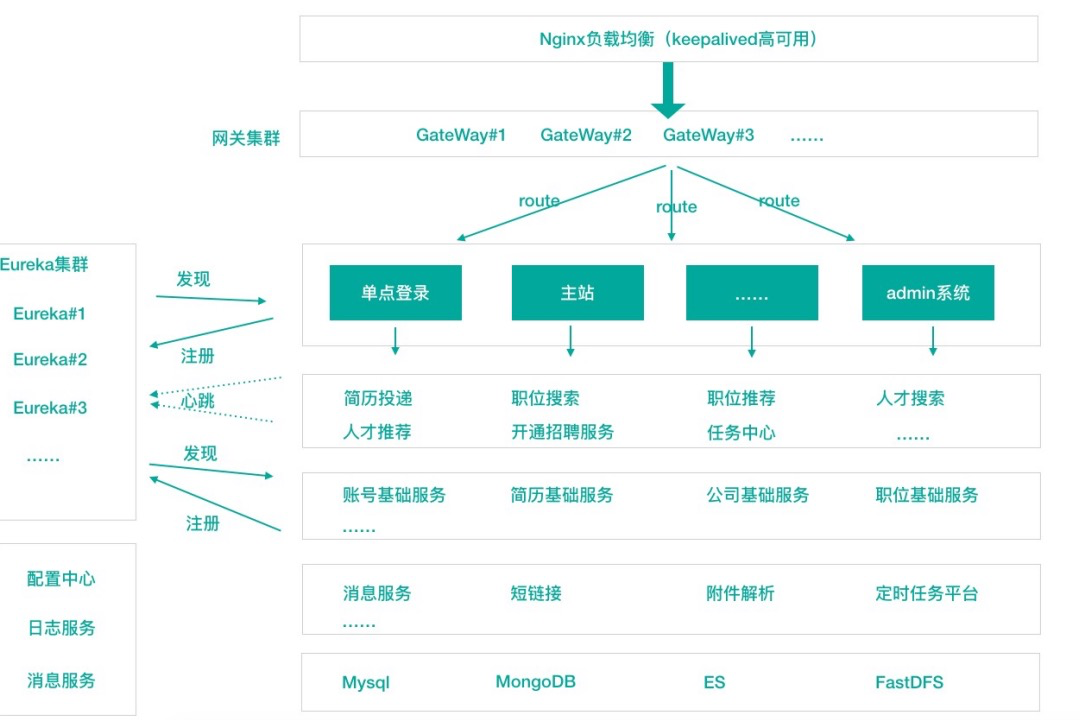 Nginx负载均衡（keepalived高可用）
网关集群
GateWay#1 GateWay#2 GateWay#3 ……
route route route
单点登录 主站 …… admin系统
Eureka集群
Eureka#1
Eureka#2
Eureka#3
……
发现
注册
心跳
发现
注册
简历投递 职位搜索 职位推荐 人才搜索
人才推荐 开通招聘服务 任务中心 ……
账号基础服务 简历基础服务 公司基础服务 职位基础服务
……
配置中心
日志服务
消息服务
消息服务 短链接 附件解析 定时任务平台
……
Mysql MongoDB ES FastDFS